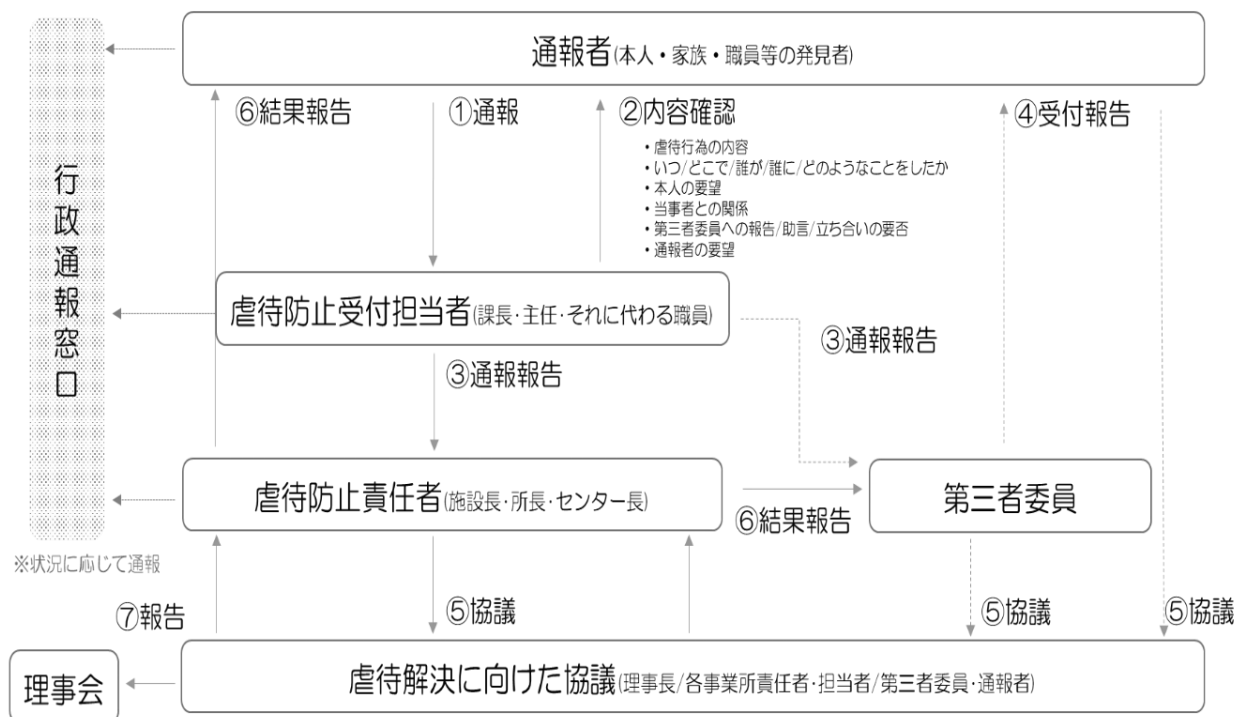 通報者(本人・家族・職員等の発見者)
⑥結果報告
①通報
②内容確認
・虐待行為の内容
・いつ/どこで/誰が/誰に/どのようなことをしたか
・本人の要望
・当事者との関係
・第三者委員への報告/助言/立ち合いの要否
・通報者の要望
④受付報告
行政通報窓口
虐待防止受付担当者(課長・主任・それに代わる職員)
③通報報告
③通報報告
虐待防止責任者(施設長・所長・センター長)
⑥結果報告
第三者委員
※状況に応じて通報
⑦報告
⑤協議
⑤協議
⑤協議
理事会
虐待解決に向けた協議(理事長/各事業所責任者・担当者/第三者委員・通報者)